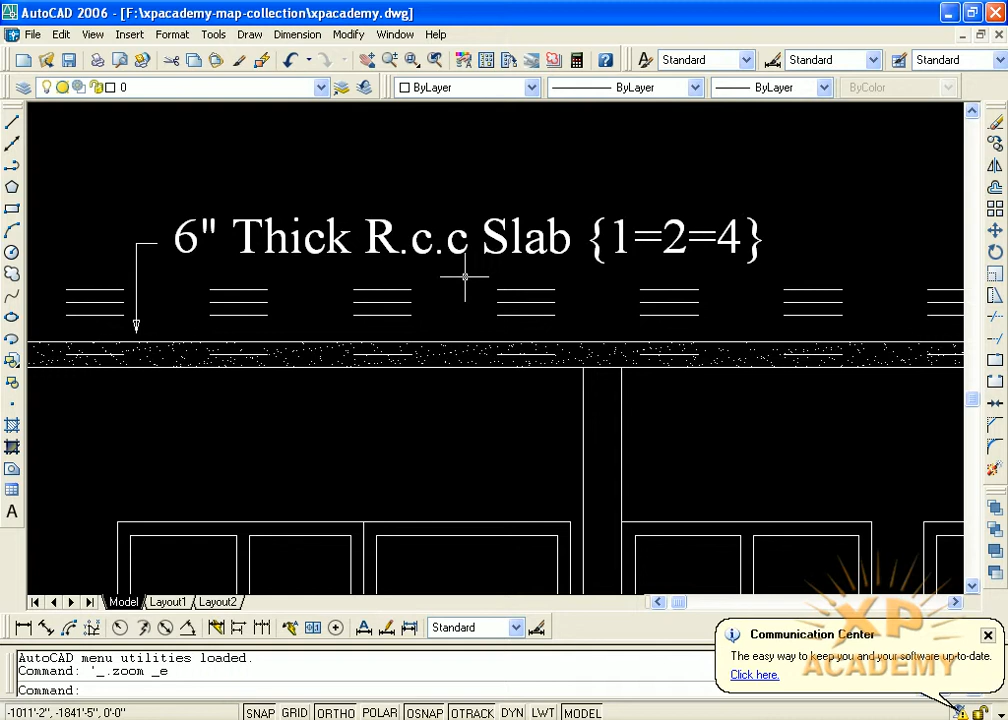 AutoCAD 2006 - [F:\xpacademy-map-collection\xpacademy.dwg]
File Edit View Insert Format Tools Draw Dimension Modify Window Help
Standard Standard Standard
0 ByLayer ByLayer ByLayer ByColor
6" Thick R.c.c Slab {1=2=4}
A
Model Layout1 Layout2
Standard
AutoCAD menu utilities loaded.
Command: '_.zoom _e
Command:
Communication Center
The easy way to keep you and your software up-to-date.
Click here.
XP
ACADEMY
-1011'-2", -1841'-5", 0'-0" SNAP GRID ORTHO POLAR OSNAP OTRACK DYN LWT MODEL